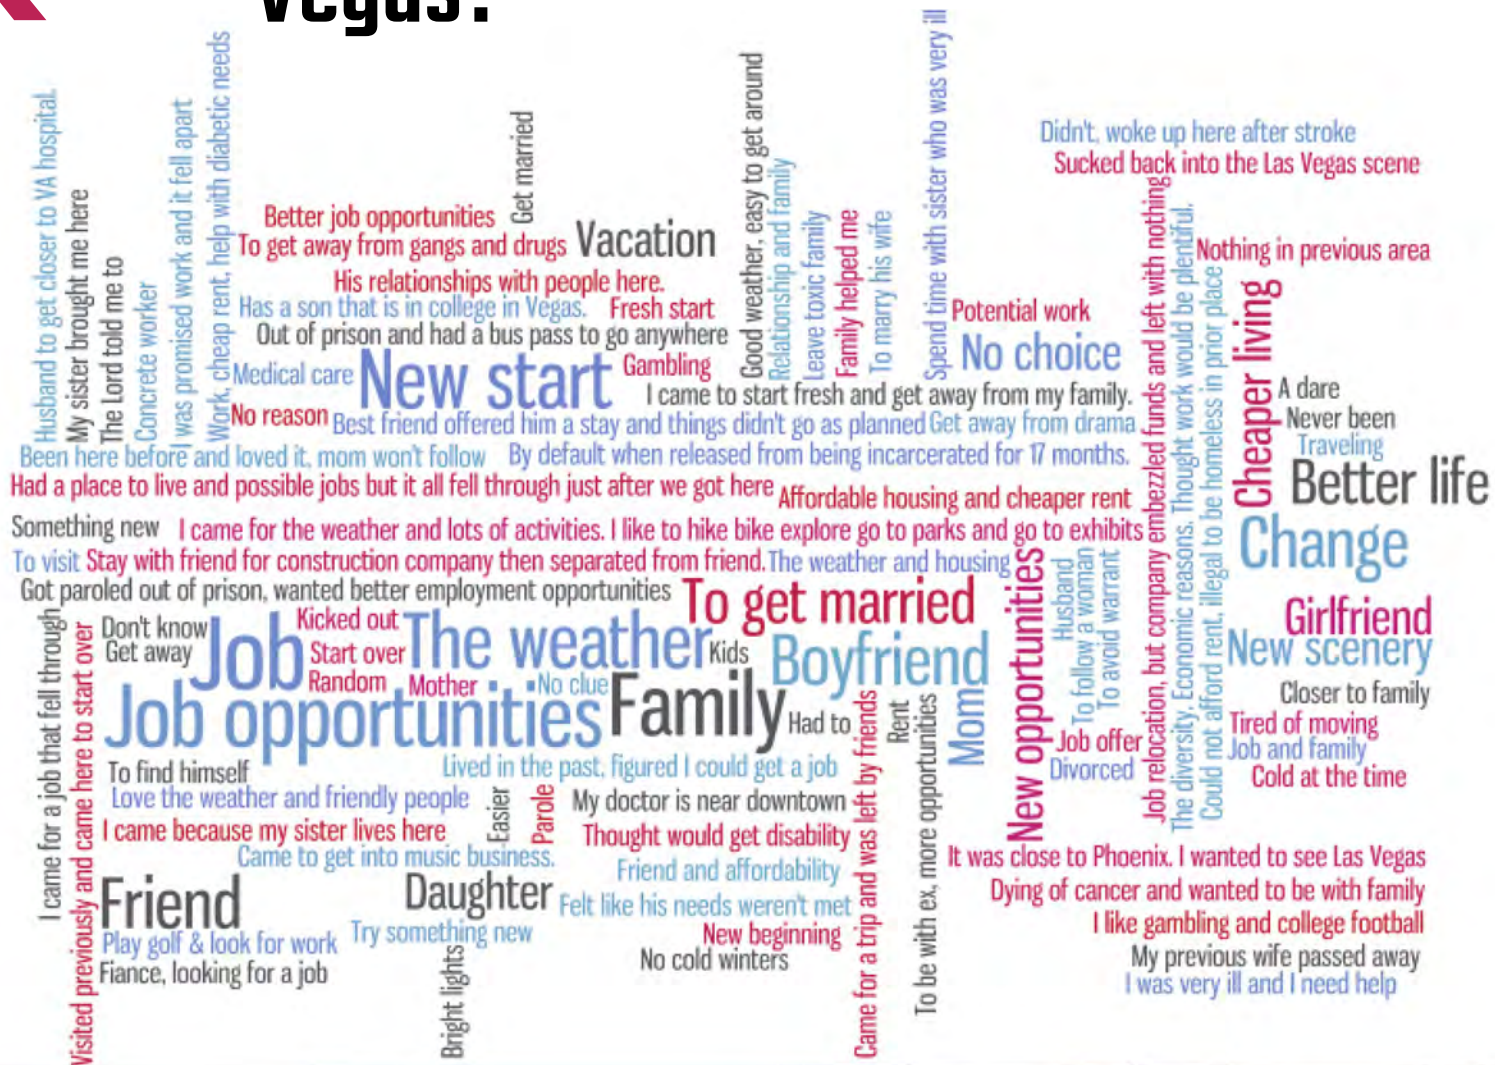 Vegas?
Husband to get closer to VA hospital.
My sister brought me here
The Lord told me to
Concrete worker
I was promised work and it fell apart
Work, cheap rent, help with diabetic needs
Better job opportunities
Get married
To get away from gangs and drugs
Vacation
His relationships with people here.
Has a son that is in college in Vegas.
Fresh start
Out of prison and had a bus pass to go anywhere
Medical care
New start
Gambling
Good weather, easy to get around
Relationship and family
Leave toxic family
Family helped me
To marry his wife
Spend time with sister who was very ill
Didn't, woke up here after stroke
Sucked back into the Las Vegas scene
Nothing in previous area
Potential work
No choice
I came to start fresh and get away from my family.
No reason
Best friend offered him a stay and things didn't go as planned
Get away from drama
Been here before and loved it, mom won't follow
By default when released from being incarcerated for 17 months.
Had a place to live and possible jobs but it all fell through just after we got here
Affordable housing and cheaper rent
Something new
I came for the weather and lots of activities. I like to hike bike explore go to parks and go to exhibits
To visit
Stay with friend for construction company then separated from friend.
The weather and housing
Got paroled out of prison, wanted better employment opportunities
To get married
Job relocation, but company embezzled funds and left with nothing
The diversity. Economic reasons. Thought work would be plentiful.
Could not afford rent, illegal to be homeless in prior place
Cheaper living
A dare
Never been
Traveling
Better life
Change
Girlfriend
New scenery
Closer to family
Tired of moving
Job and family
Cold at the time
I came for a job that fell through
Visited previously and came here to start over
Don't know
Get away
Job
Kicked out
Start over
Random
Mother
The weather
No clue
Kids
Boyfriend
Job opportunities
Family
Had to
Rent
Mom
New opportunities
Husband
To follow a woman
To avoid warrant
Job offer
Divorced
To find himself
Lived in the past, figured I could get a job
Love the weather and friendly people
Easier
Parole
My doctor is near downtown
I came because my sister lives here
Thought would get disability
Came to get into music business.
Friend and affordability
Came for a trip and was left by friends
To be with ex, more opportunities
Friend
Daughter
Felt like his needs weren't met
Play golf & look for work
Try something new
New beginning
Fiance, looking for a job
Bright lights
No cold winters
It was close to Phoenix. I wanted to see Las Vegas
Dying of cancer and wanted to be with family
I like gambling and college football
My previous wife passed away
I was very ill and I need help